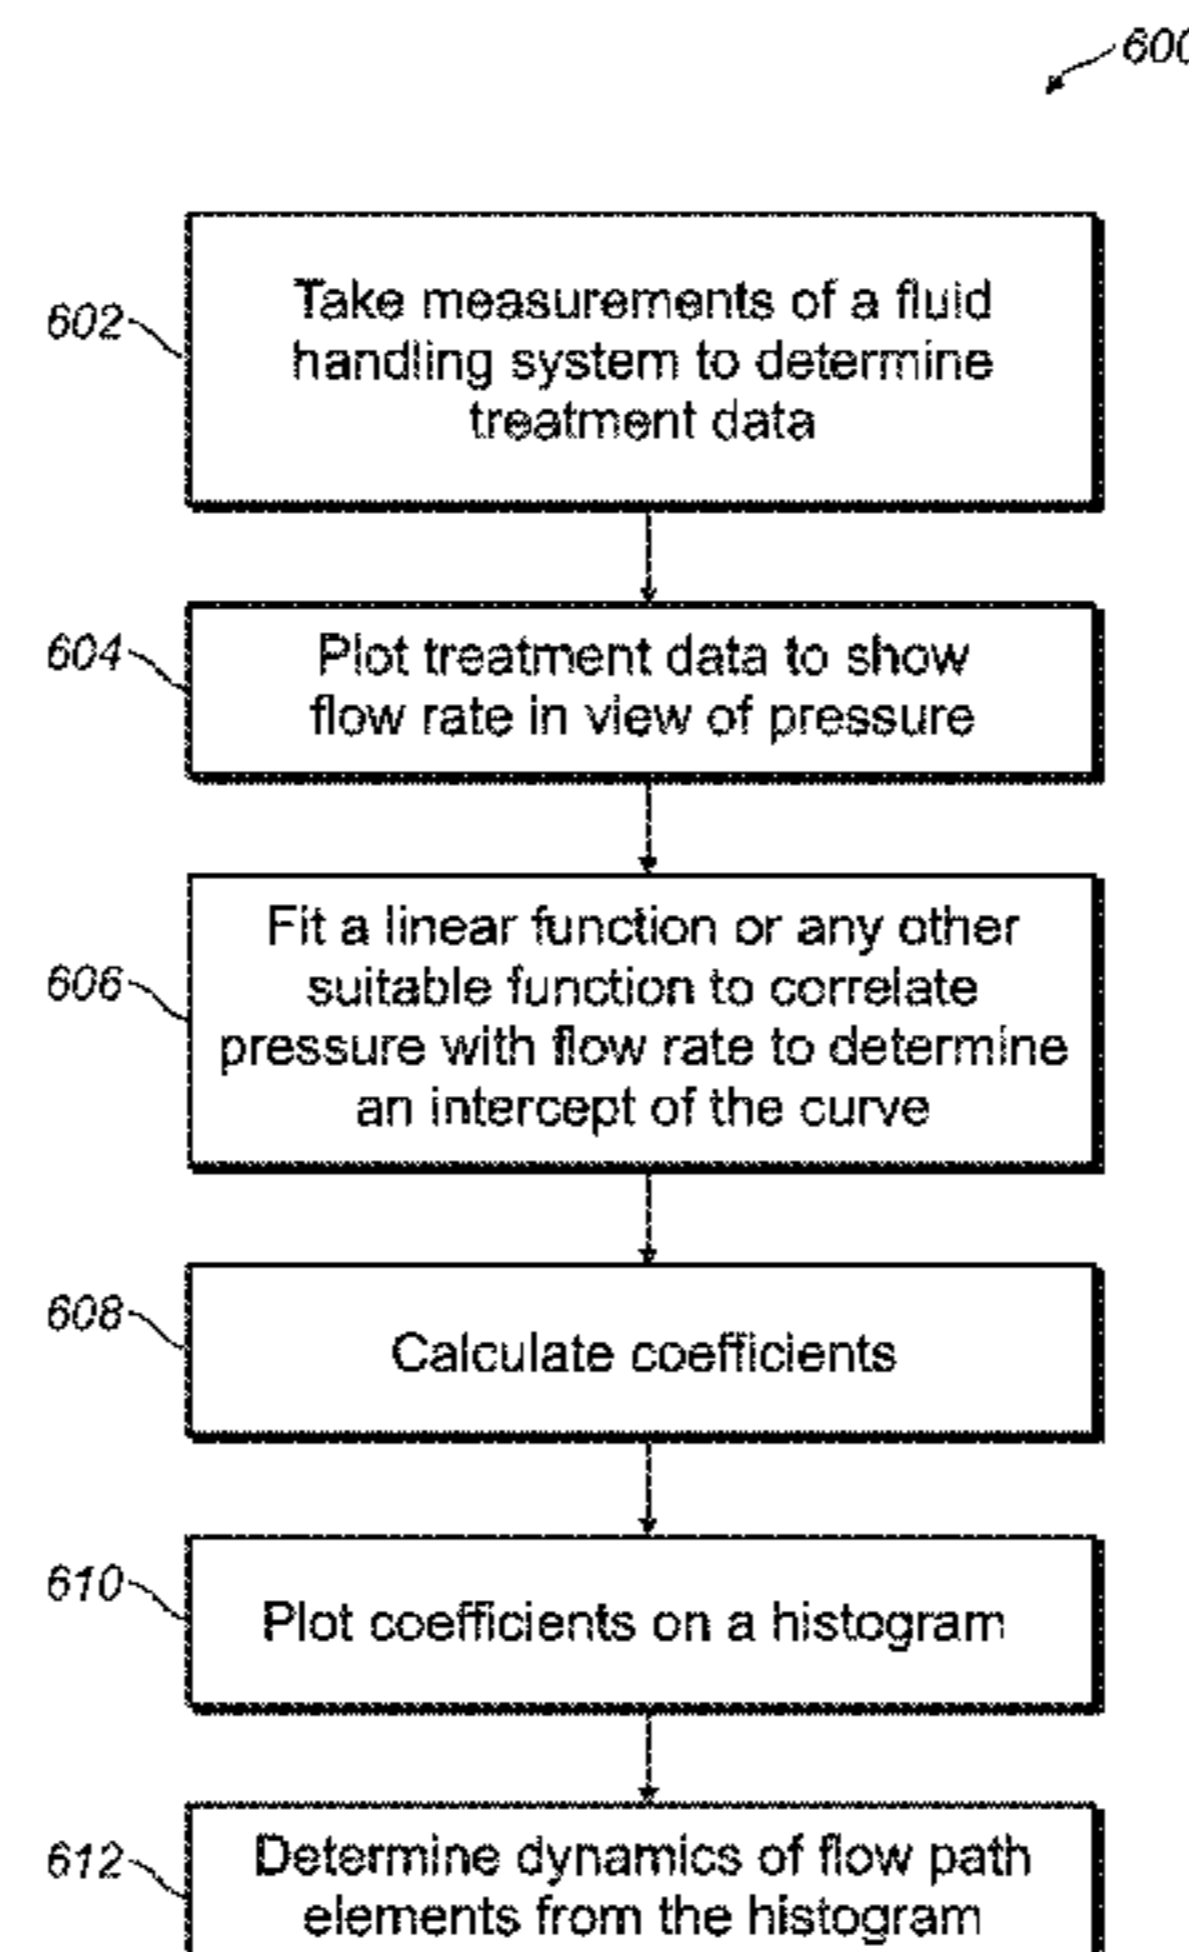 600
602
Take measurements of a fluid
handling system to determine
treatment data
604
Plot treatment data to show
flow rate in view of pressure
606
Fit a linear function or any other
suitable function to correlate
pressure with flow rate to determine
an intercept of the curve
608
Calculate coefficients
610
Plot coefficients on a histogram
612
Determine dynamics of flow path
elements from the histogram